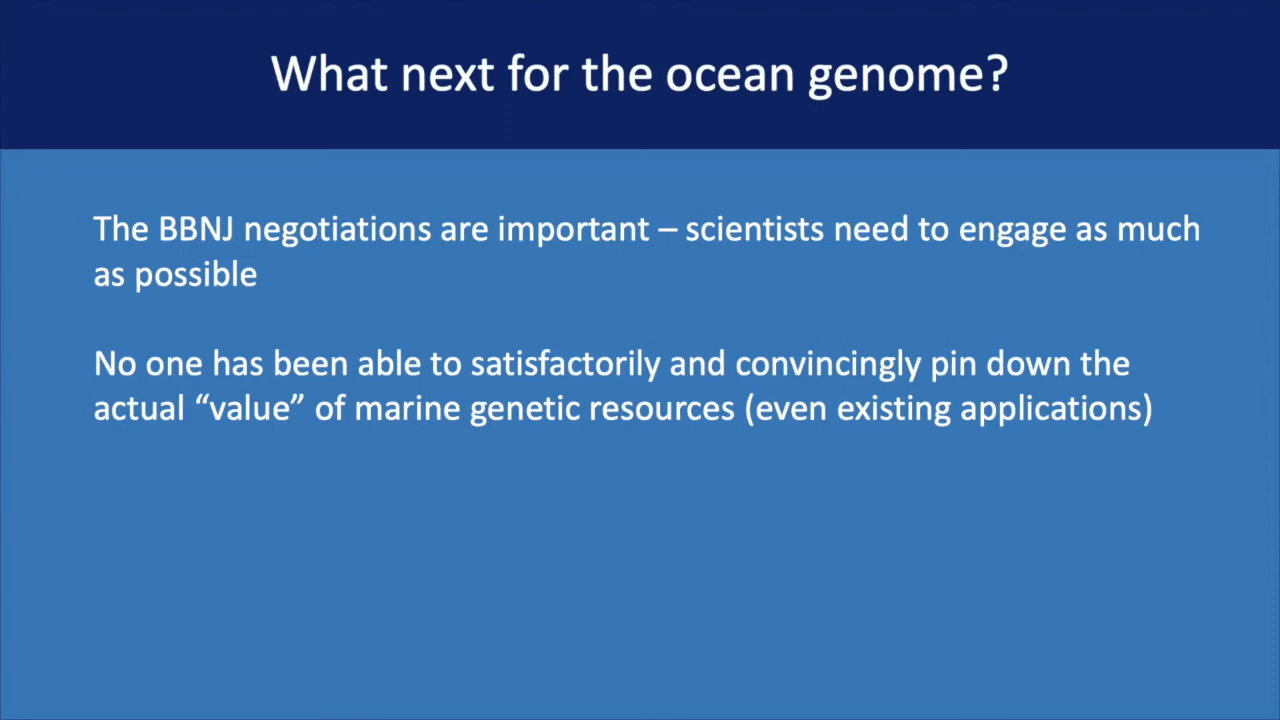 What next for the ocean genome?
The BBNJ negotiations are important – scientists need to engage as much
as possible
No one has been able to satisfactorily and convincingly pin down the
actual “value” of marine genetic resources (even existing applications)